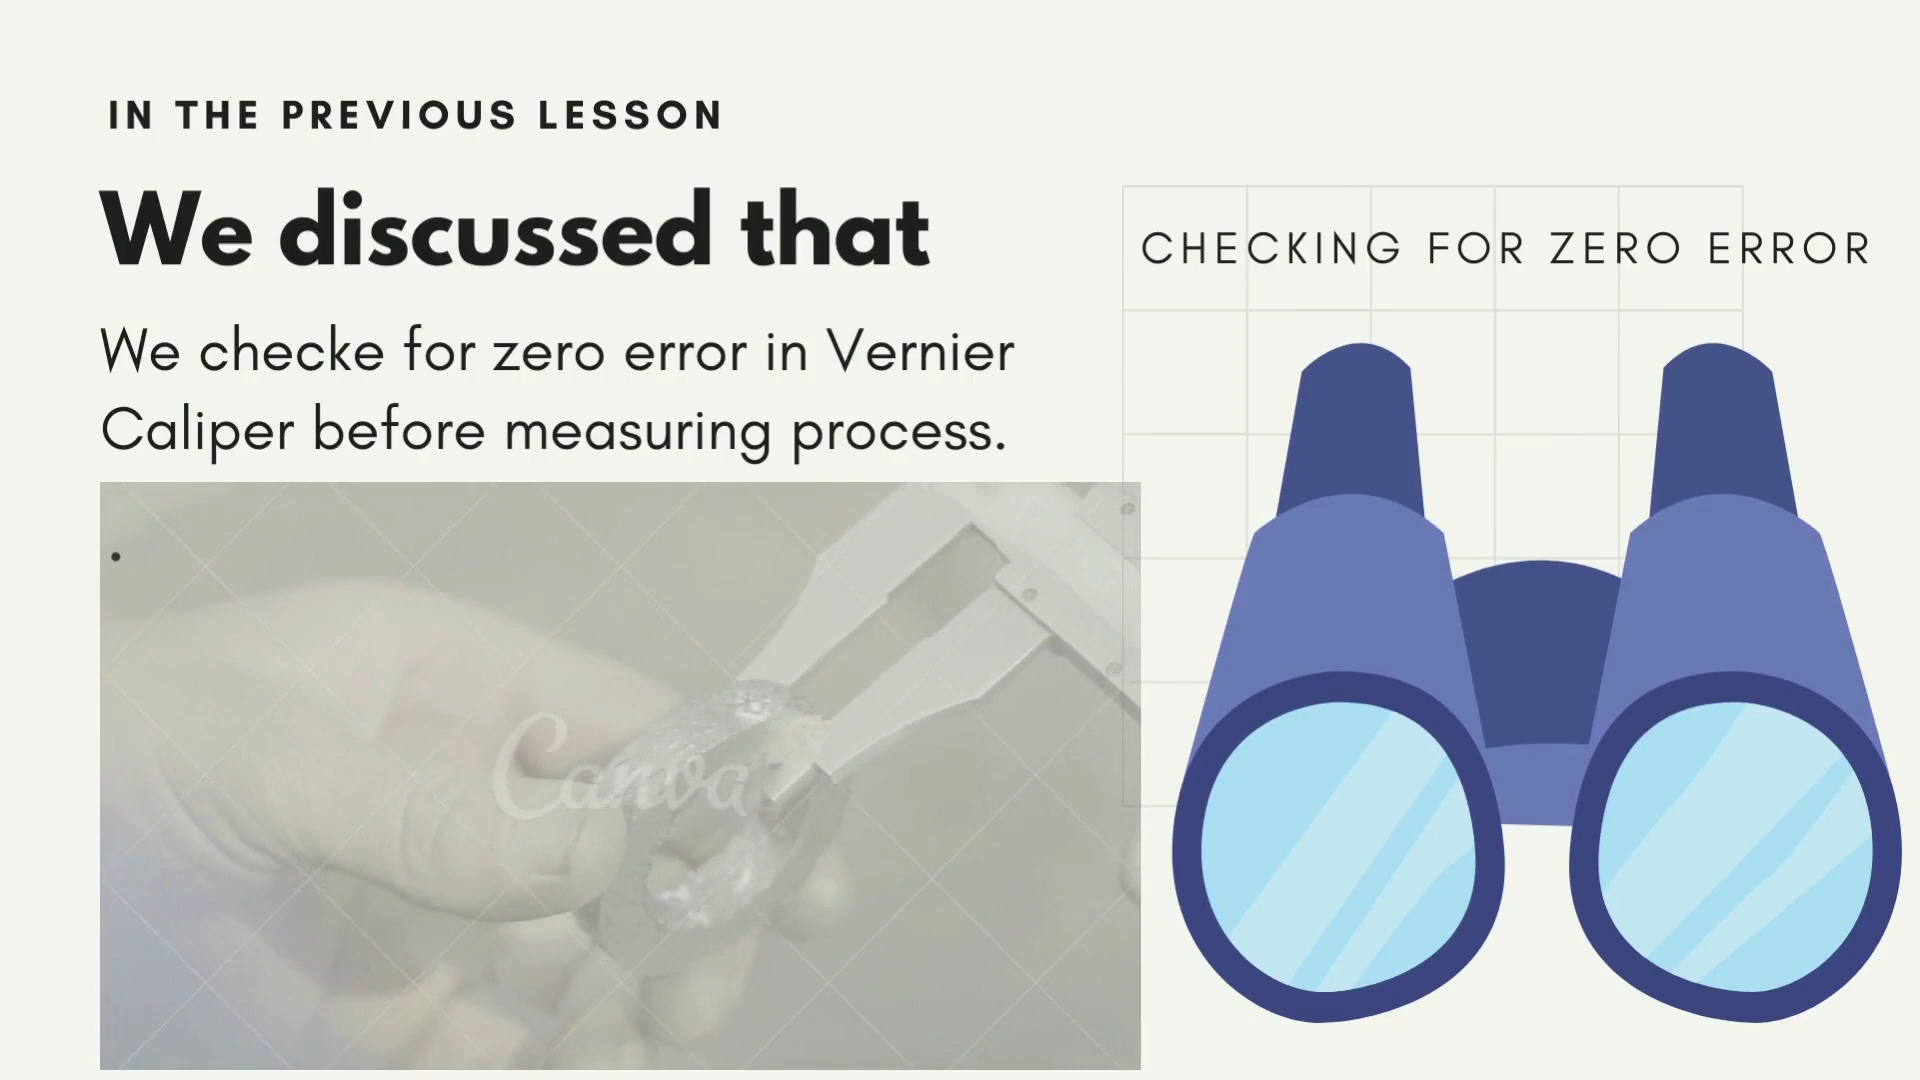 IN THE PREVIOUS LESSON
We discussed that
We checke for zero error in Vernier
Caliper before measuring process.
CHECKING FOR ZERO ERROR
Canva